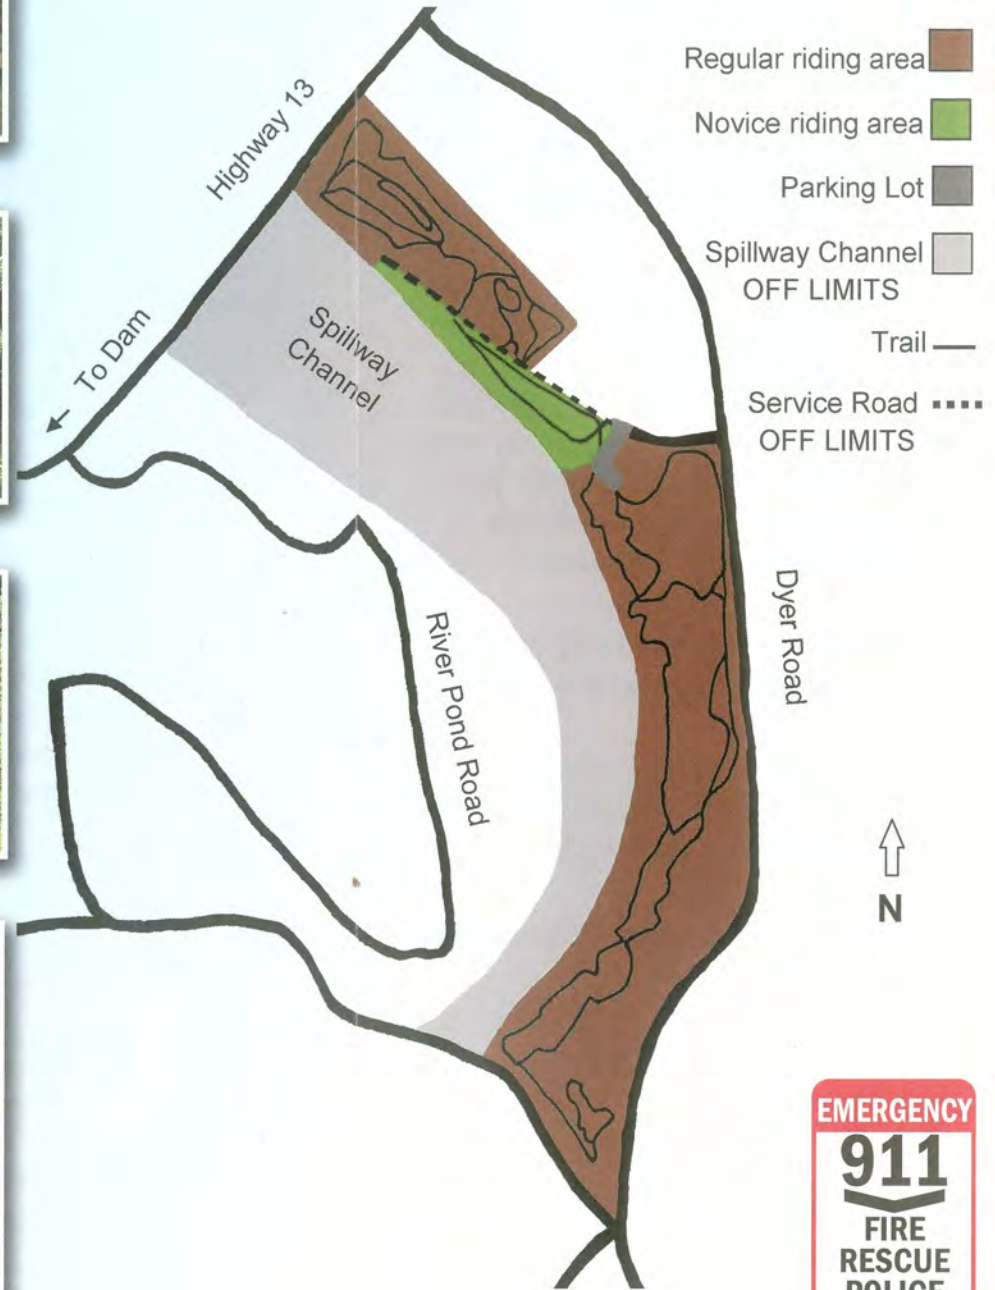 Regular riding area
Novice riding area
Parking Lot
Spillway Channel
OFF LIMITS
Trail
Service Road
OFF LIMITS
Highway 13
To Dam
Spillway
Channel
River Pond Road
Dyer Road
N
EMERGENCY
911
FIRE
RESCUE
POLICE